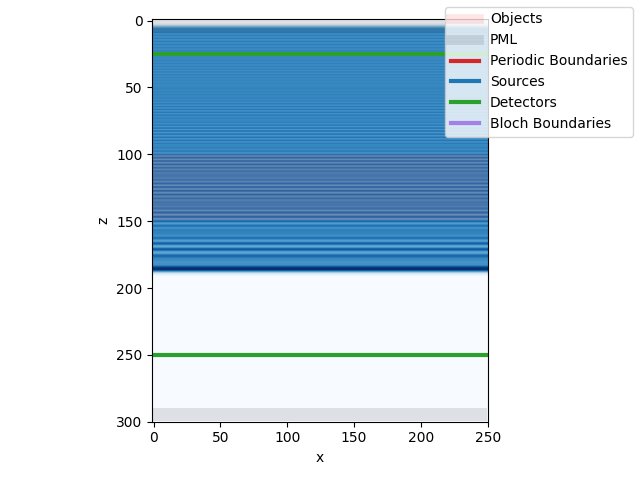 Objects
PML
Periodic Boundaries
Sources
Detectors
Bloch Boundaries
0
50
100
150
200
250
300
z
0
50
100
150
200
250
x